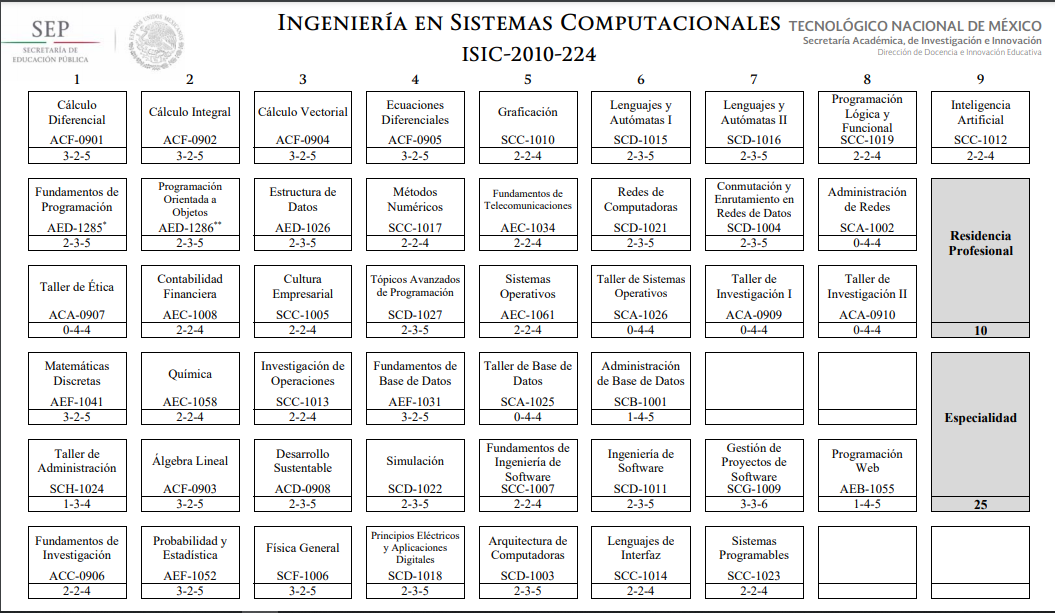 SEP
SECRETARÍA DE
EDUCACIÓN PÚBLICA
INGENIERÍA EN SISTEMAS COMPUTACIONALES
ISIC-2010-224
TECNOLÓGICO NACIONAL DE MÉXICO
Secretaría Académica, de Investigación e Innovación
Dirección de Docencia e Innovación Educativa
1 2 3 4 5 6 7 8 9
Cálculo
Diferencial
ACF-0901
3-2-5
Cálculo Integral
ACF-0902
3-2-5
Cálculo Vectorial
ACF-0904
3-2-5
Ecuaciones
Diferenciales
ACF-0905
3-2-5
Graficación
SCC-1010
2-2-4
Lenguajes y
Autómatas I
SCD-1015
2-3-5
Lenguajes y
Autómatas II
SCD-1016
2-3-5
Programación
Lógica y
Funcional
SCC-1019
2-2-4
Inteligencia
Artificial
SCC-1012
2-2-4
Fundamentos de
Programación
AED-1285*
2-3-5
Programación
Orientada a
Objetos
AED-1286**
2-3-5
Estructura de
Datos
AED-1026
2-3-5
Métodos
Numéricos
SCC-1017
2-2-4
Fundamentos de
Telecomunicaciones
AEC-1034
2-2-4
Redes de
Computadoras
SCD-1021
2-3-5
Conmutación y
Enrutamiento en
Redes de Datos
SCD-1004
2-3-5
Administración
de Redes
SCA-1002
0-4-4
Residencia
Profesional
10
Taller de Ética
ACA-0907
0-4-4
Contabilidad
Financiera
AEC-1008
2-2-4
Cultura
Empresarial
SCC-1005
2-2-4
Tópicos Avanzados
de Programación
SCD-1027
2-3-5
Sistemas
Operativos
AEC-1061
2-2-4
Taller de Sistemas
Operativos
SCA-1026
0-4-4
Taller de
Investigación I
ACA-0909
0-4-4
Taller de
Investigación II
ACA-0910
0-4-4
Matemáticas
Discretas
AEF-1041
3-2-5
Química
AEC-1058
2-2-4
Investigación de
Operaciones
SCC-1013
2-2-4
Fundamentos de
Base de Datos
AEF-1031
3-2-5
Taller de Base de
Datos
SCA-1025
0-4-4
Administración
de Base de Datos
SCB-1001
1-4-5
Especialidad
25
Taller de
Administración
SCH-1024
1-3-4
Álgebra Lineal
ACF-0903
3-2-5
Desarrollo
Sustentable
ACD-0908
2-3-5
Simulación
SCD-1022
2-3-5
Fundamentos de
Ingeniería de
Software
SCC-1007
2-2-4
Ingeniería de
Software
SCD-1011
2-3-5
Gestión de
Proyectos de
Software
SCG-1009
3-3-6
Programación
Web
AEB-1055
1-4-5
Fundamentos de
Investigación
ACC-0906
2-2-4
Probabilidad y
Estadística
AEF-1052
3-2-5
Física General
SCF-1006
3-2-5
Principios Eléctricos
y Aplicaciones
Digitales
SCD-1018
2-3-5
Arquitectura de
Computadoras
SCD-1003
2-3-5
Lenguajes de
Interfaz
SCC-1014
2-2-4
Sistemas
Programables
SCC-1023
2-2-4